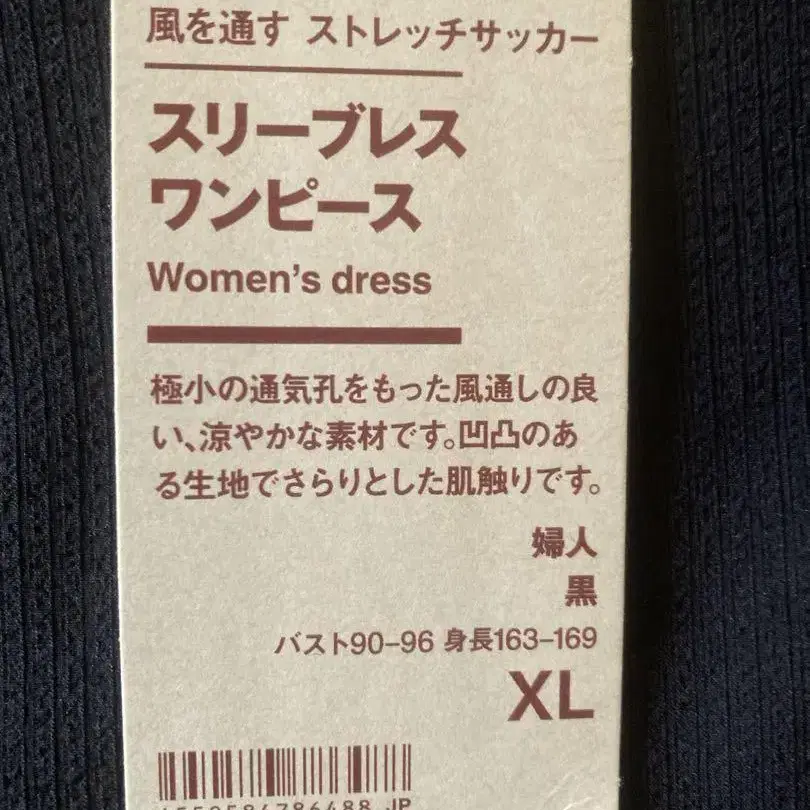 風を通す ストレッチサッカー
スリーブレス
ワンピース
Women's dress
極小の通気孔をもった風通しの良
い、涼やかな素材です。凹凸のあ
る生地でさらりとした肌触りです。
婦人
黒
バスト90–96 身長163–169
XL